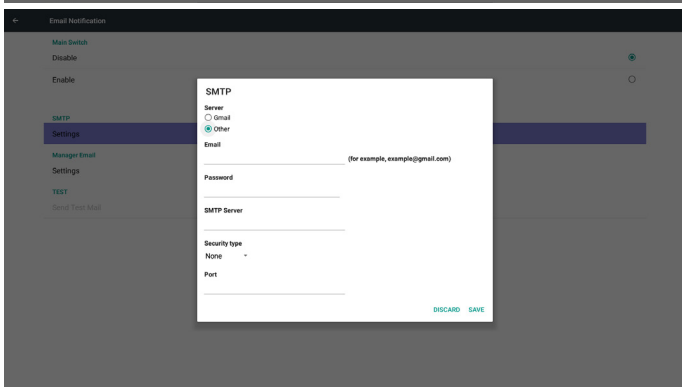 Email Notification
Main Switch
Disable
Enable
SMTP
Settings
Manager Email
Settings
TEST
Send Test Mail
SMTP
Server
Gmail
Other
Email
(for example, example@gmail.com)
Password
SMTP Server
Security type
None
Port
DISCARD SAVE